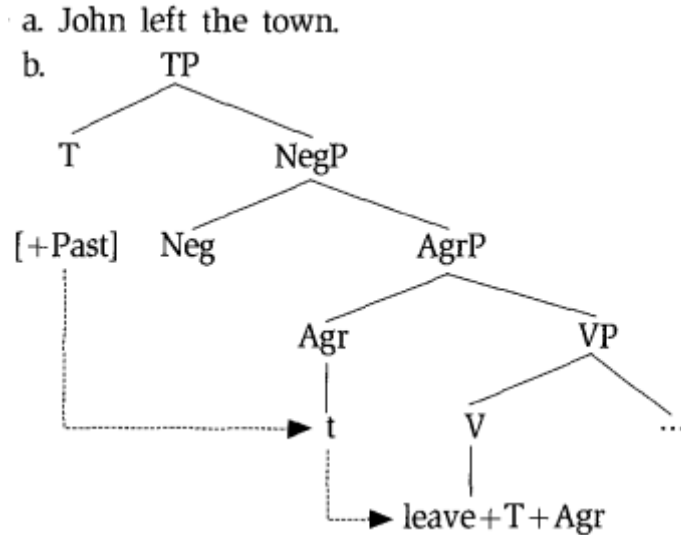 a. John left the town.
b. TP
T NegP
[+Past] Neg AgrP
Agr VP
t V ...
leave+T+Agr